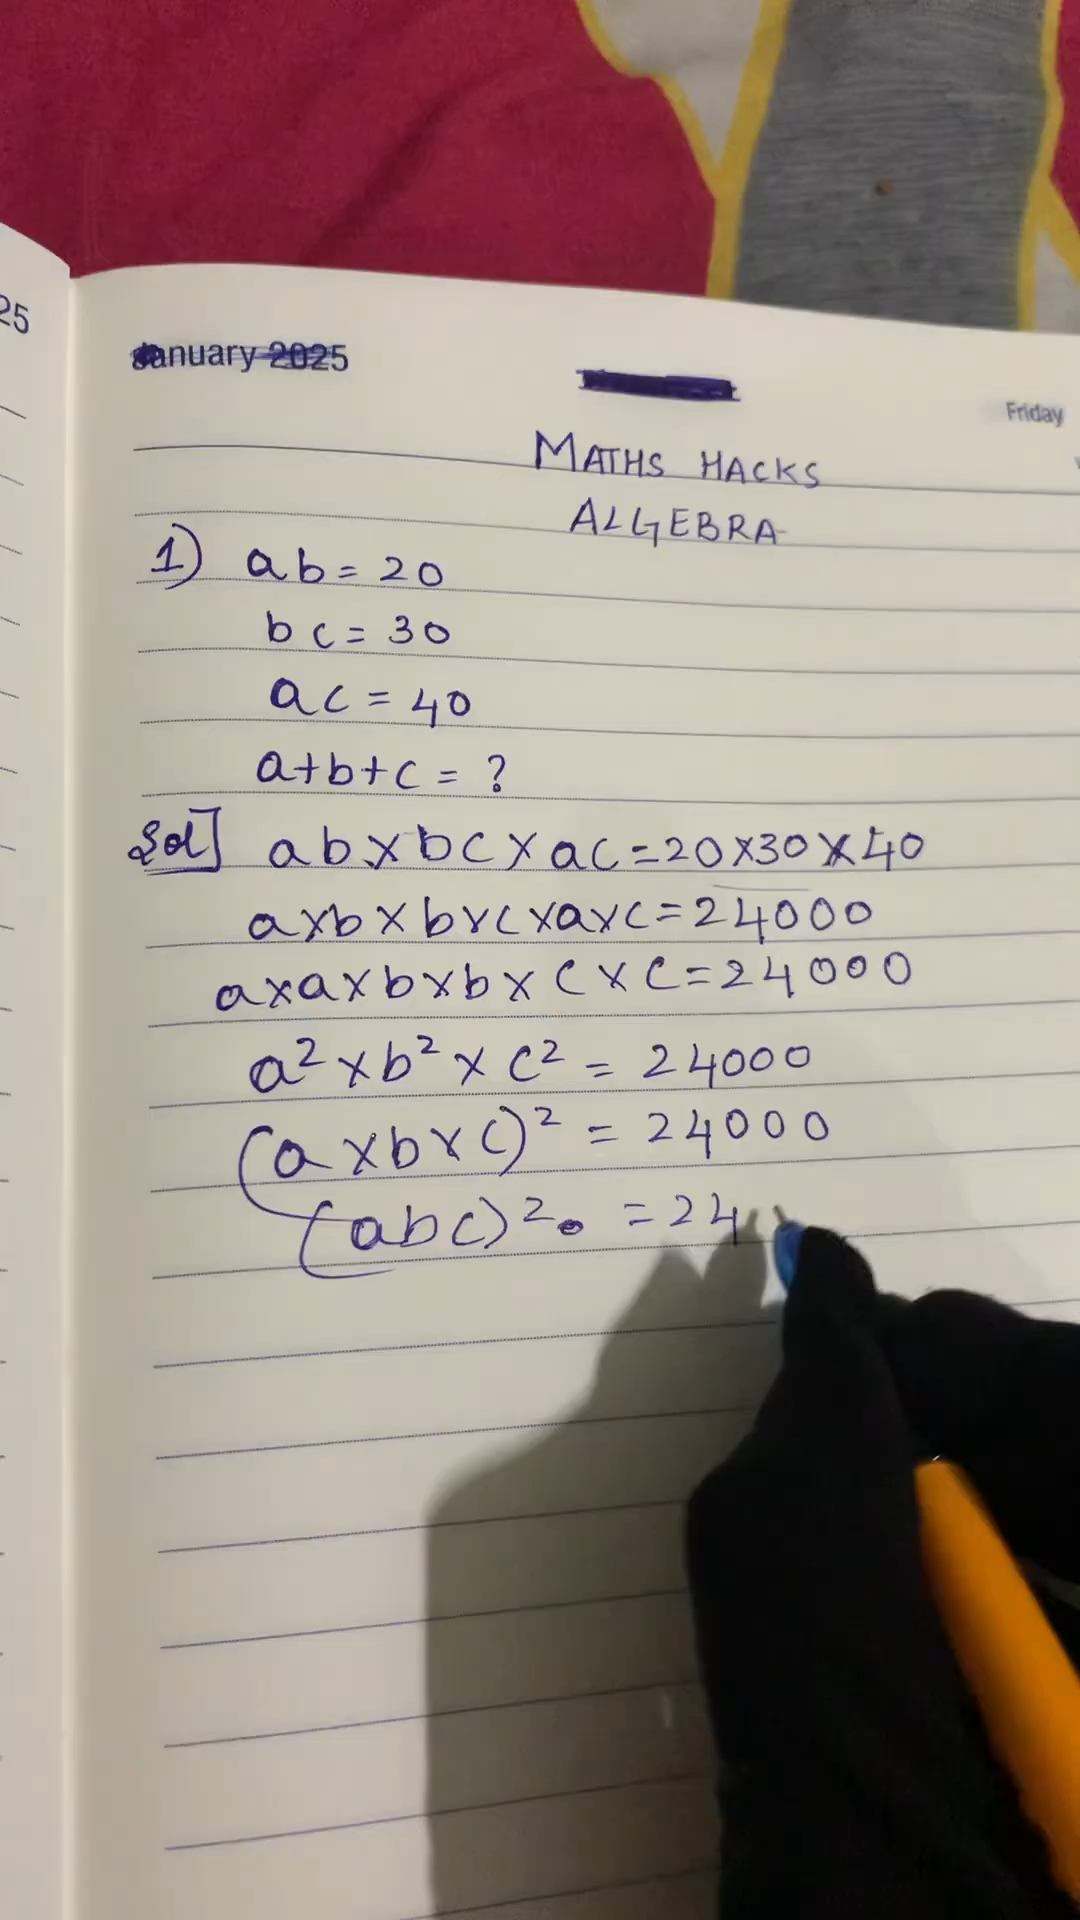 25
January 2025
Friday
MATHS HACKS
ALGEBRA
1) ab = 20
bc = 30
ac = 40
a+b+c = ?
Sol] ab×bc×ac=20×30×40
a×b×b×c×a×c=24000
a×a×b×b×c×c=24000
a²×b²×c² = 24000
(a×b×c)² = 24000
(abc)² = 24